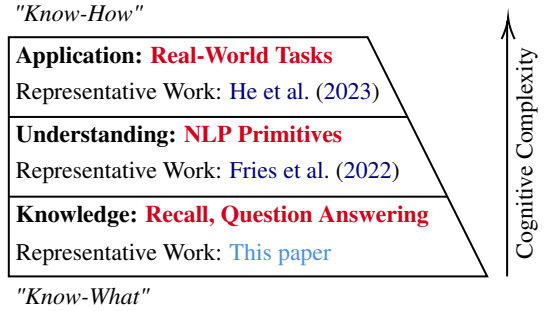 "Know-How"
Application: Real-World Tasks
Representative Work: He et al. (2023)
Understanding: NLP Primitives
Representative Work: Fries et al. (2022)
Knowledge: Recall, Question Answering
Representative Work: This paper
"Know-What"
Cognitive Complexity